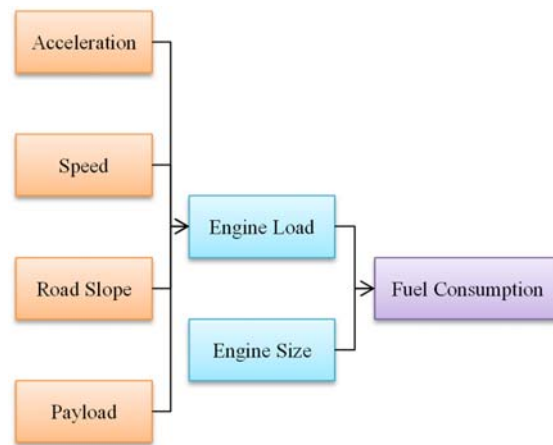 Acceleration
Speed
Road Slope
Payload
Engine Load
Engine Size
Fuel Consumption